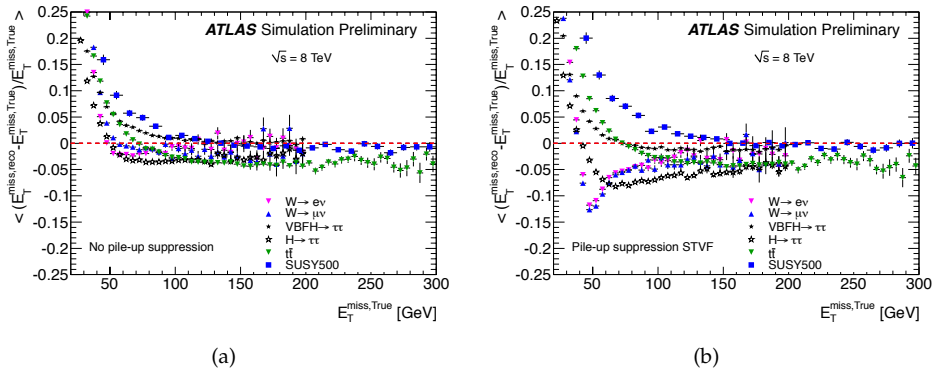 < (E_T^miss,reco -E_T^miss,True)/E_T^miss,True >
0.25
0.2
0.15
0.1
0.05
0
-0.05
-0.1
-0.15
-0.2
-0.25
ATLAS Simulation Preliminary
√s = 8 TeV
W→ eν
W→ μν
VBFH→ ττ
H→ ττ
tt̄
SUSY500
No pile-up suppression
50 100 150 200 250 300
E_T^miss,True [GeV]
(a)
< (E_T^miss,reco -E_T^miss,True)/E_T^miss,True >
0.25
0.2
0.15
0.1
0.05
0
-0.05
-0.1
-0.15
-0.2
-0.25
ATLAS Simulation Preliminary
√s = 8 TeV
W→ eν
W→ μν
VBFH→ ττ
H→ ττ
tt̄
SUSY500
Pile-up suppression STVF
50 100 150 200 250 300
E_T^miss,True [GeV]
(b)